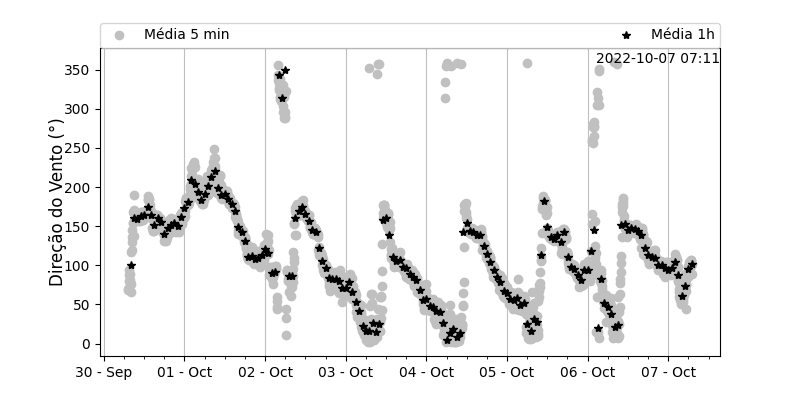 Média 5 min
Média 1h
2022-10-07 07:11
Direção do Vento (°)
350
300
250
200
150
100
50
0
30 - Sep
01 - Oct
02 - Oct
03 - Oct
04 - Oct
05 - Oct
06 - Oct
07 - Oct